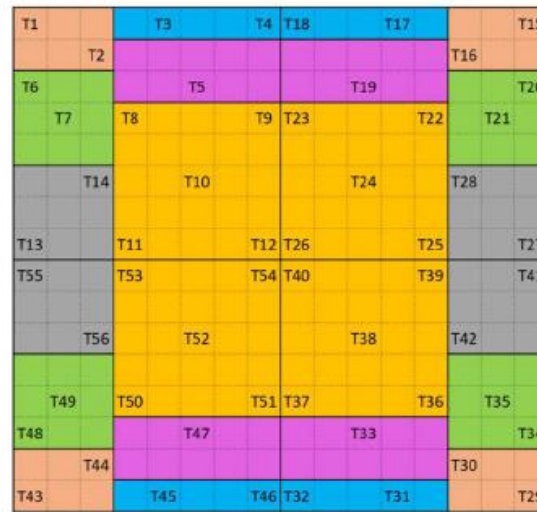 T1 T3 T4 T18 T17 T15
T2 T16
T6 T5 T19 T20
T7 T8 T9 T23 T22 T21
T14 T10 T24 T28
T13 T11 T12 T26 T25 T27
T55 T53 T54 T40 T39 T41
T56 T52 T38 T42
T49 T50 T51 T37 T36 T35
T48 T47 T33 T34
T44 T30
T43 T45 T46 T32 T31 T29